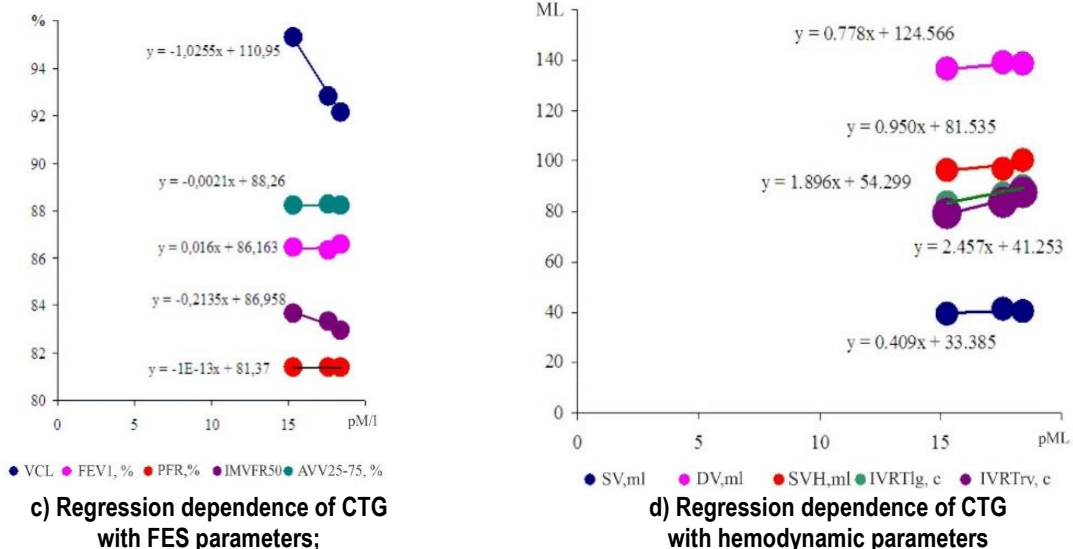 %
y = -1,0255x + 110,95
94
92
90
y = -0,0021x + 88,26
88
y = 0,016x + 86,163
86
y = -0,2135x + 86,958
84
82
y = -1E-13x + 81,37
80
0 5 10 15 pM/l
VCL FEV1, % PFR,% IMVFR50 AVV25-75, %
c) Regression dependence of CTG
with FES parameters;
ML
y = 0.778x + 124.566
140
120
y = 0.950x + 81.535
100
y = 1.896x + 54.299
80
y = 2.457x + 41.253
60
40
y = 0.409x + 33.385
20
0
0 5 10 15 pML
SV,ml DV,ml SVH,ml IVRTlg, c IVRTrv, c
d) Regression dependence of CTG
with hemodynamic parameters